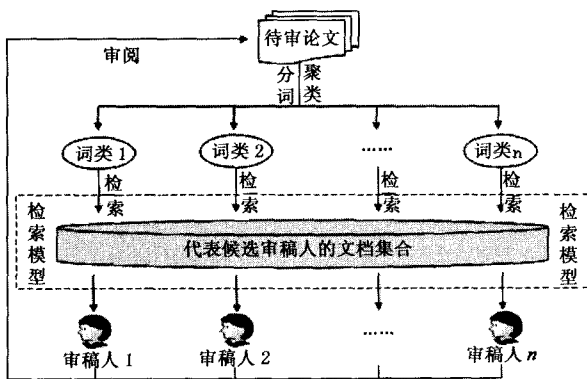 待审论文
审阅
分词 聚类
词类1 词类2 …… 词类n
检索 检索 检索 检索
检索模型 代表候选审稿人的文档集合 检索模型
……
审稿人1 审稿人2 审稿人n